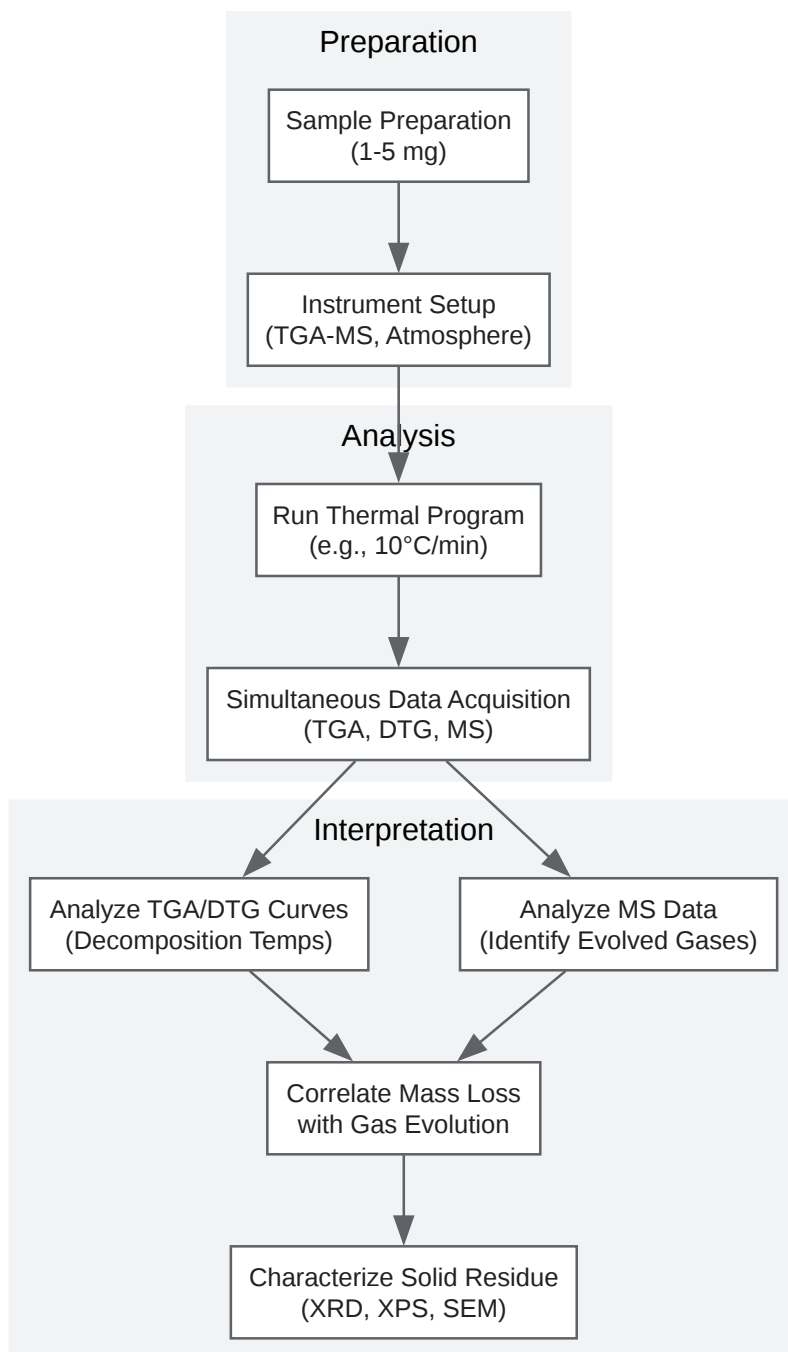 Preparation
Sample Preparation
(1-5 mg)
Instrument Setup
(TGA-MS, Atmosphere)
Analysis
Run Thermal Program
(e.g., 10°C/min)
Simultaneous Data Acquisition
(TGA, DTG, MS)
Interpretation
Analyze TGA/DTG Curves
(Decomposition Temps)
Analyze MS Data
(Identify Evolved Gases)
Correlate Mass Loss
with Gas Evolution
Characterize Solid Residue
(XRD, XPS, SEM)